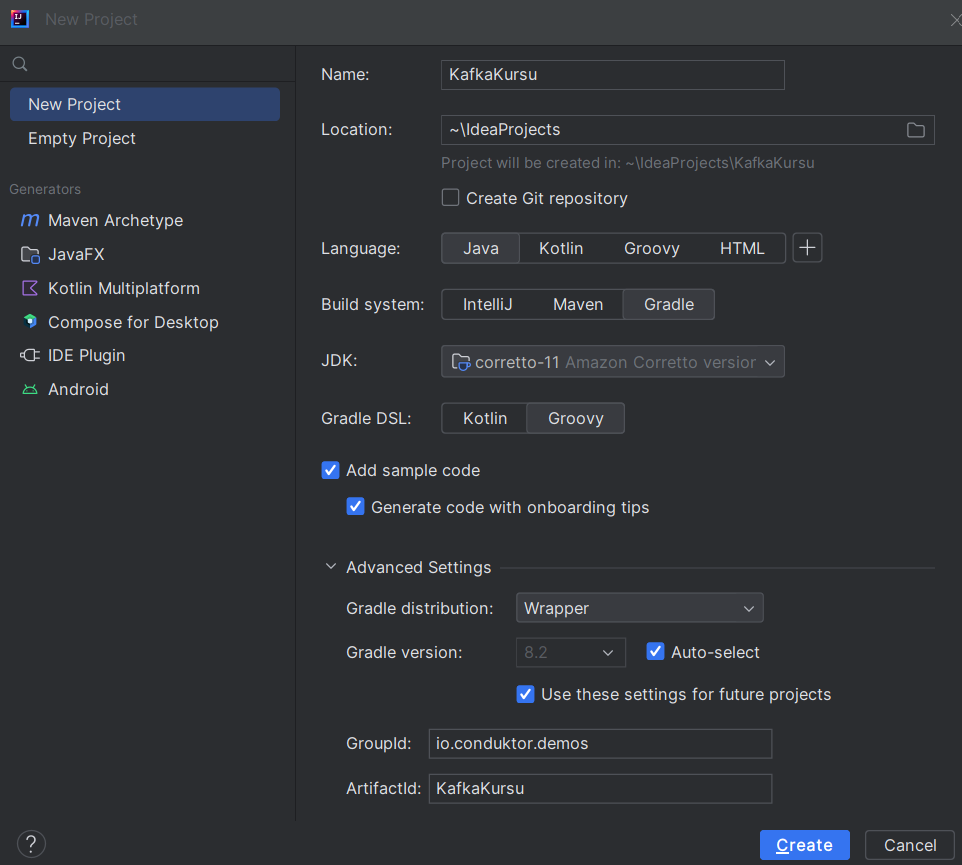 New Project
New Project
Empty Project
Generators
Maven Archetype
JavaFX
Kotlin Multiplatform
Compose for Desktop
IDE Plugin
Android
Name: KafkaKursu
Location: ~\IdeaProjects
Project will be created in: ~\IdeaProjects\KafkaKursu
Create Git repository
Language: Java Kotlin Groovy HTML
Build system: IntelliJ Maven Gradle
JDK: corretto-11 Amazon Corretto version
Gradle DSL: Kotlin Groovy
Add sample code
Generate code with onboarding tips
Advanced Settings
Gradle distribution: Wrapper
Gradle version: 8.2 Auto-select
Use these settings for future projects
GroupId: io.conduktor.demos
ArtifactId: KafkaKursu
? Create Cancel